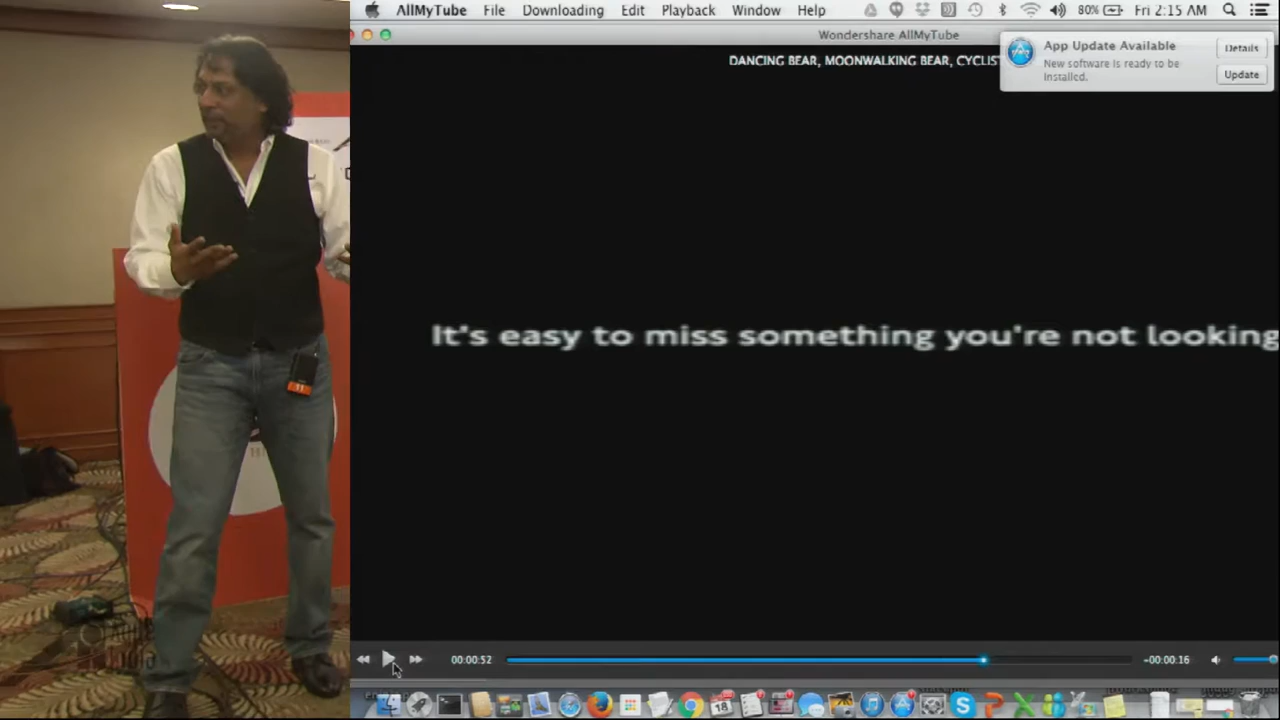 AllMyTube File Downloading Edit Playback Window Help 80% Fri 2:15 AM
Wondershare AllMyTube
DANCING BEAR, MOONWALKING BEAR, CYCLIST
App Update Available
New software is ready to be
installed.
Details
Update
It's easy to miss something you're not looking
00:00:52
-00:00:16
11
18